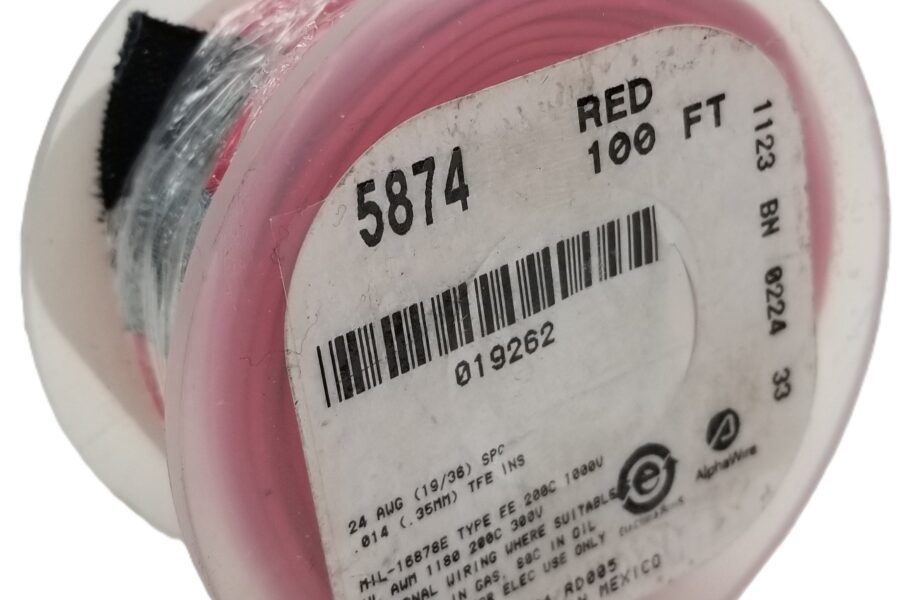 RED
100 FT
5874
019262
1123 BN 0224 33
AlphaWire
24 AWG (19/36) SPC
.014 (.35MM) TFE INS
MIL-16878E TYPE EE 200C 1000V
AWM 1180 200C 300V
WIRING WHERE SUITABLE
IN GAS, 80C IN OIL
ELEC USE ONLY
RD005
MEXICO